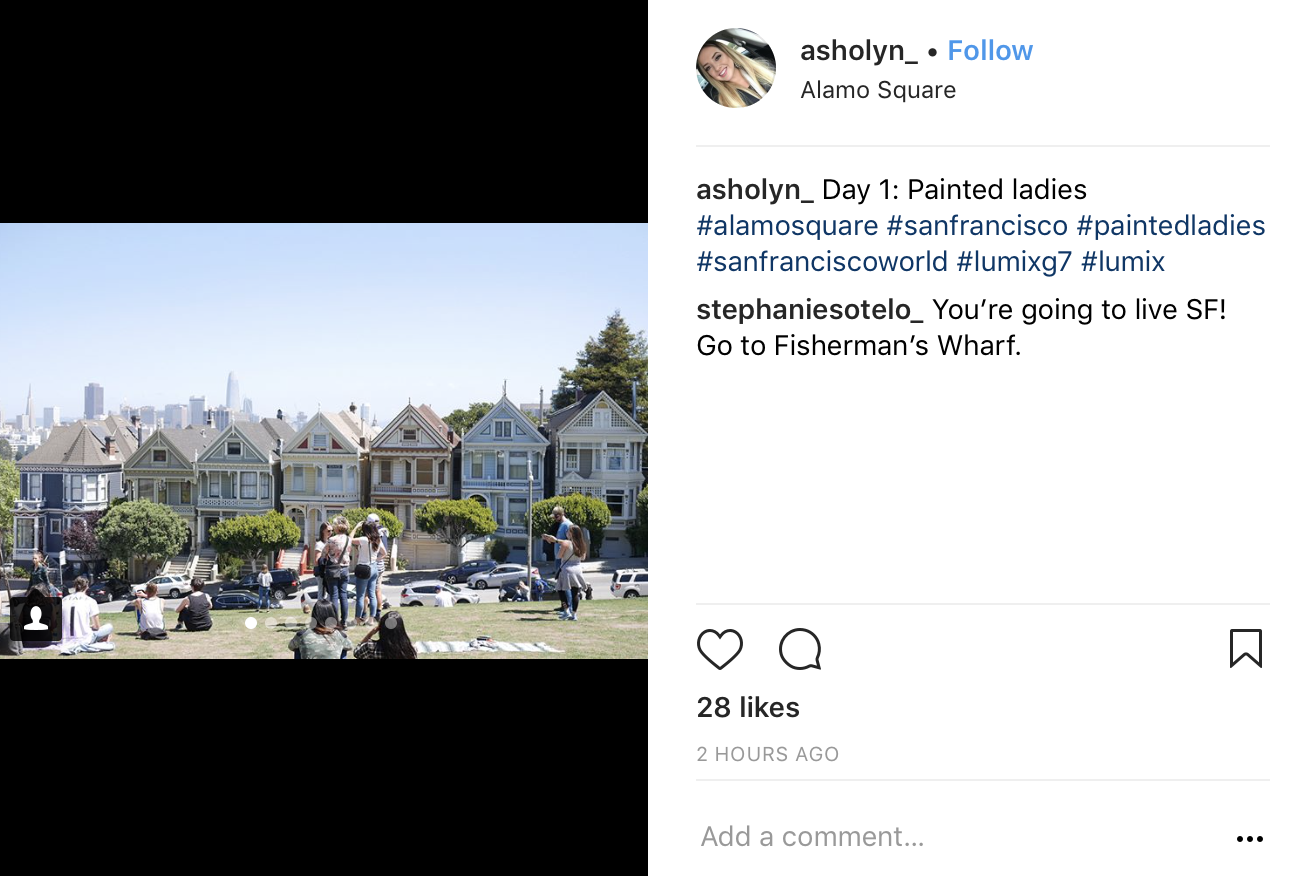 asholyn_ • Follow
Alamo Square
asholyn_ Day 1: Painted ladies
#alamosquare #sanfrancisco #paintedladies
#sanfranciscoworld #lumixg7 #lumix
stephaniesotelo_ You’re going to live SF!
Go to Fisherman’s Wharf.
28 likes
2 HOURS AGO
Add a comment...